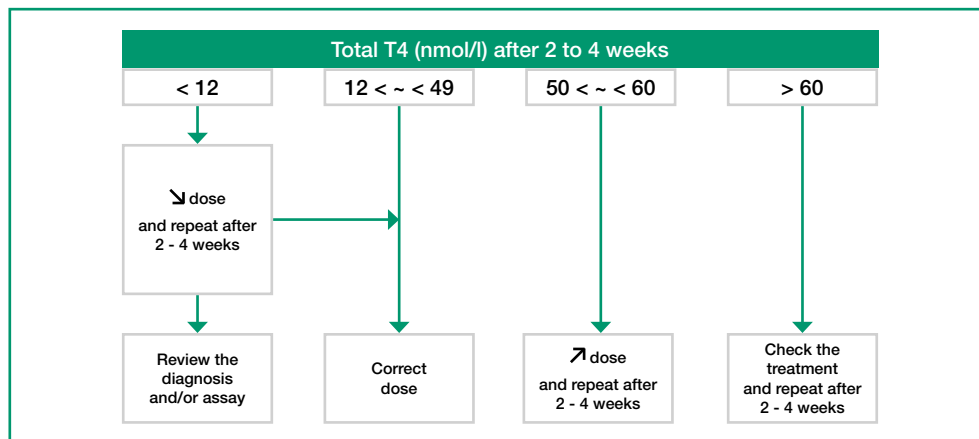 Total T4 (nmol/l) after 2 to 4 weeks
< 12
12 < ~ < 49
50 < ~ < 60
> 60
↘ dose
and repeat after
2 - 4 weeks
Review the
diagnosis
and/or assay
Correct
dose
↗ dose
and repeat after
2 - 4 weeks
Check the
treatment
and repeat after
2 - 4 weeks